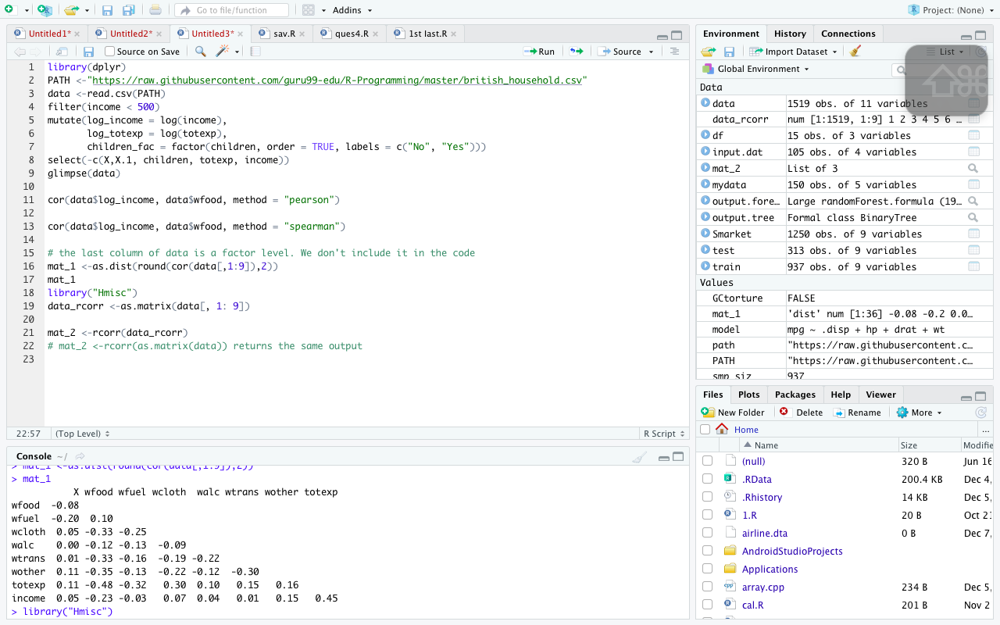 Go to file/function Addins Project: (None)
Untitled1* Untitled2* Untitled3* sav.R ques4.R 1st last.R
Source on Save Run Source
1 library(dplyr)
2 PATH <-"https://raw.githubusercontent.com/guru99-edu/R-Programming/master/british_household.csv"
3 data <-read.csv(PATH)
4 filter(income < 500)
5 mutate(log_income = log(income),
6 log_totexp = log(totexp),
7 children_fac = factor(children, order = TRUE, labels = c("No", "Yes")))
8 select(-c(X,X.1, children, totexp, income))
9 glimpse(data)
10
11 cor(data$log_income, data$wfood, method = "pearson")
12
13 cor(data$log_income, data$wfood, method = "spearman")
14
15 # the last column of data is a factor level. We don't include it in the code
16 mat_1 <-as.dist(round(cor(data[,1:9]),2))
17 mat_1
18 library("Hmisc")
19 data_rcorr <-as.matrix(data[, 1: 9])
20
21 mat_2 <-rcorr(data_rcorr)
22 # mat_2 <-rcorr(as.matrix(data)) returns the same output
23
22:57 (Top Level) R Script
Console ~/
> mat_1 <-as.dist(round(cor(data[,1:9]),2))
> mat_1
X wfood wfuel wcloth walc wtrans wother totexp
wfood -0.08
wfuel -0.20 0.10
wcloth 0.05 -0.33 -0.25
walc 0.00 -0.12 -0.13 -0.09
wtrans 0.01 -0.33 -0.16 -0.19 -0.22
wother 0.11 -0.35 -0.13 -0.22 -0.12 -0.30
totexp 0.11 -0.48 -0.32 0.30 0.10 0.15 0.16
income 0.05 -0.23 -0.03 0.07 0.04 0.01 0.15 0.45
> library("Hmisc")
Environment History Connections
Import Dataset List
Global Environment
Data
data 1519 obs. of 11 variables
data_rcorr num [1:1519, 1:9] 1 2 3 4 5 6 …
df 15 obs. of 3 variables
input.dat 105 obs. of 4 variables
mat_2 List of 3
mydata 150 obs. of 5 variables
output.fore… Large randomForest.formula (19…
output.tree Formal class BinaryTree
Smarket 1250 obs. of 9 variables
test 313 obs. of 9 variables
train 937 obs. of 9 variables
Values
GCtorture FALSE
mat_1 'dist' num [1:36] -0.08 -0.2 0.0…
model mpg ~ .disp + hp + drat + wt
path "https://raw.githubusercontent.c…
PATH "https://raw.githubusercontent.c…
smp_siz 937
Files Plots Packages Help Viewer
New Folder Delete Rename More
Home ...
Name Size Modifie
(null) 320 B Jun 16
.RData 200.4 KB Dec 4,
.Rhistory 14 KB Dec 5,
1.R 20 B Oct 21
airline.dta 0 B Dec 7,
AndroidStudioProjects
Applications
array.cpp 234 B Dec 5,
cal.R 201 B Nov 2